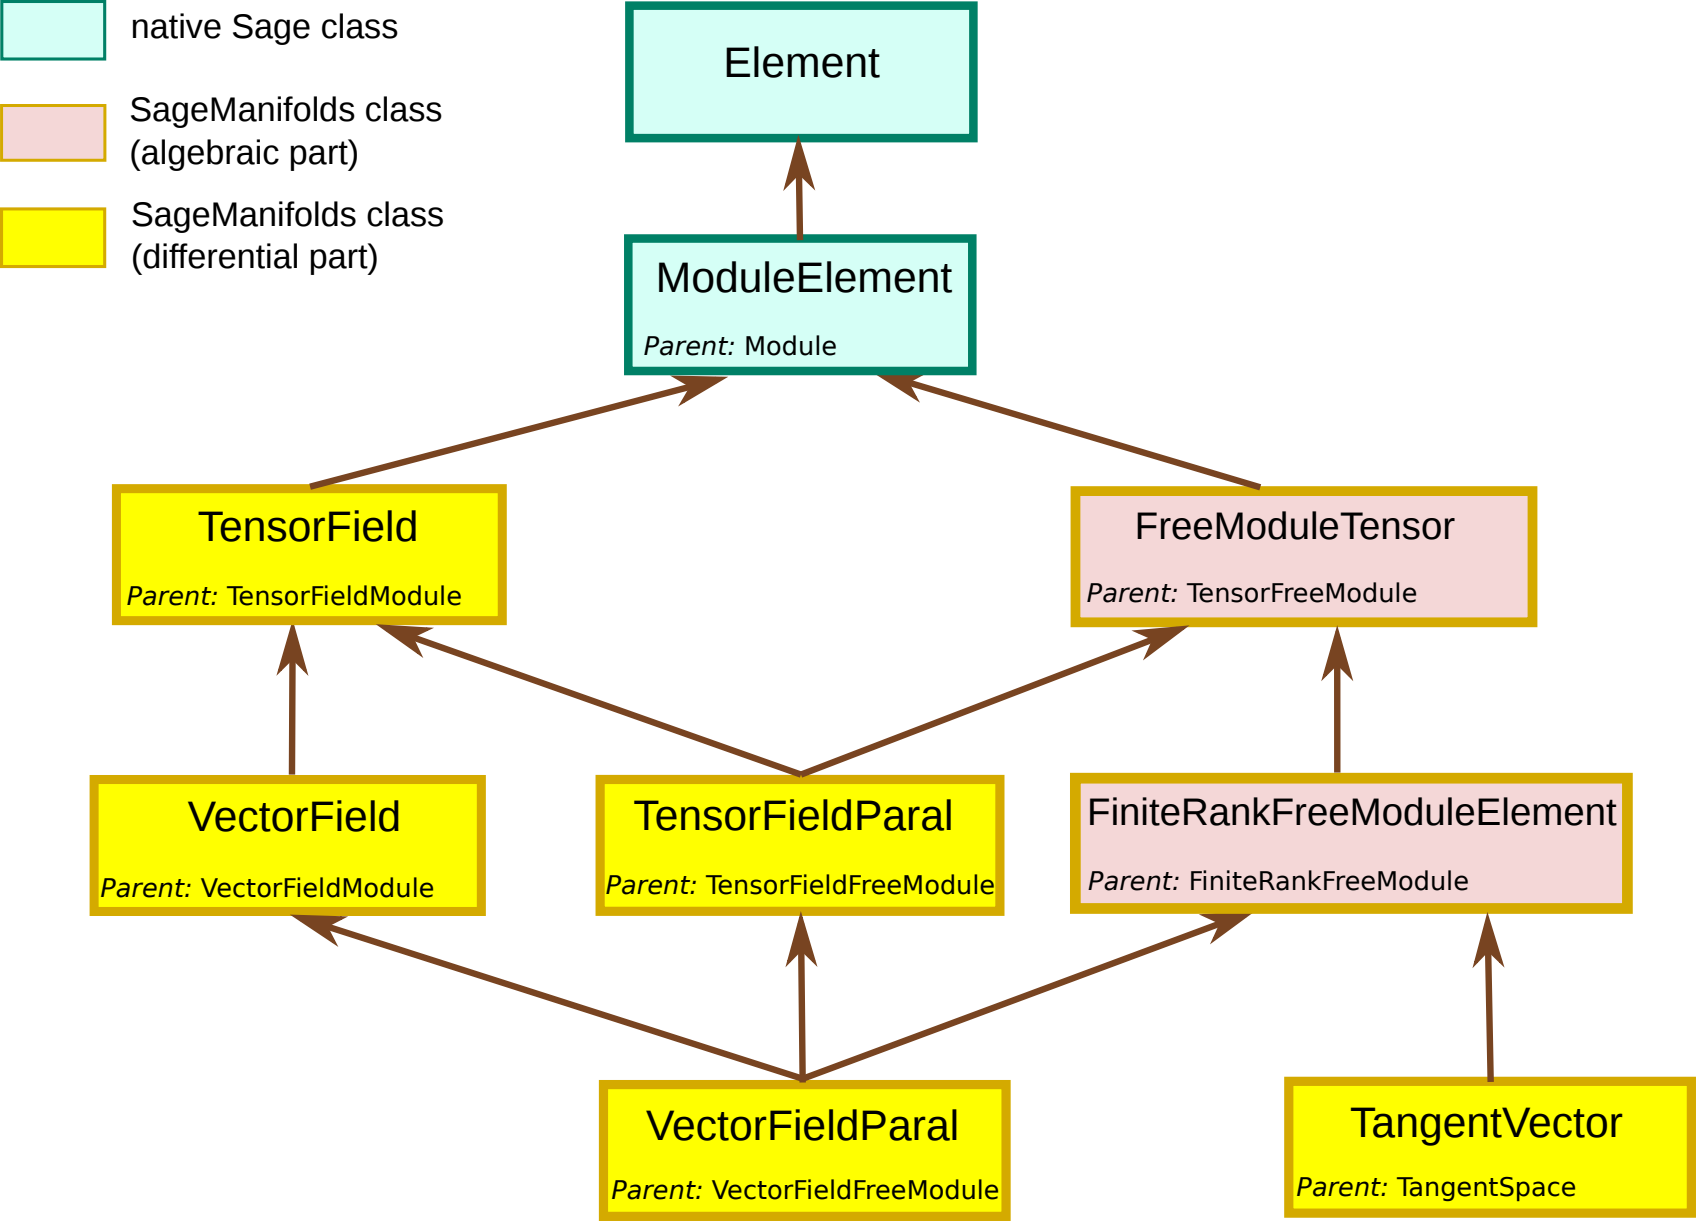 native Sage class
SageManifolds class
(algebraic part)
SageManifolds class
(differential part)
Element
ModuleElement
Parent: Module
TensorField
Parent: TensorFieldModule
FreeModuleTensor
Parent: TensorFreeModule
VectorField
Parent: VectorFieldModule
TensorFieldParal
Parent: TensorFieldFreeModule
FiniteRankFreeModuleElement
Parent: FiniteRankFreeModule
VectorFieldParal
Parent: VectorFieldFreeModule
TangentVector
Parent: TangentSpace